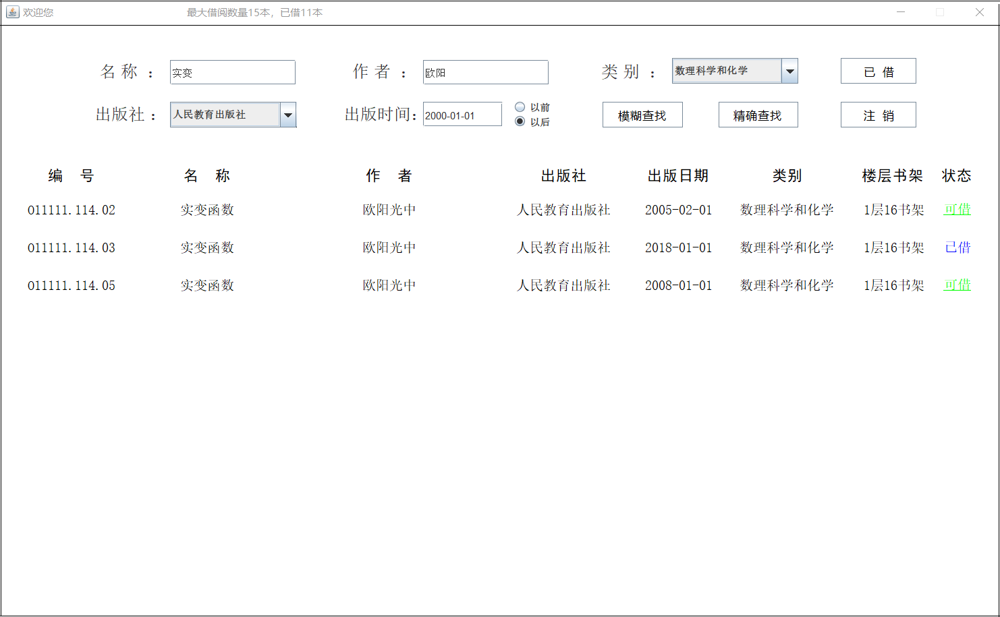 欢迎您 最大借阅数量15本，已借11本
名 称 ： 实变 作 者 ： 欧阳 类 别 ： 数理科学和化学 已 借
出版社 ： 人民教育出版社 出版时间： 2000-01-01 以前 以后 模糊查找 精确查找 注 销
编 号 名 称 作 者 出版社 出版日期 类别 楼层书架 状态
011111.114.02 实变函数 欧阳光中 人民教育出版社 2005-02-01 数理科学和化学 1层16书架 可借
011111.114.03 实变函数 欧阳光中 人民教育出版社 2018-01-01 数理科学和化学 1层16书架 已借
011111.114.05 实变函数 欧阳光中 人民教育出版社 2008-01-01 数理科学和化学 1层16书架 可借